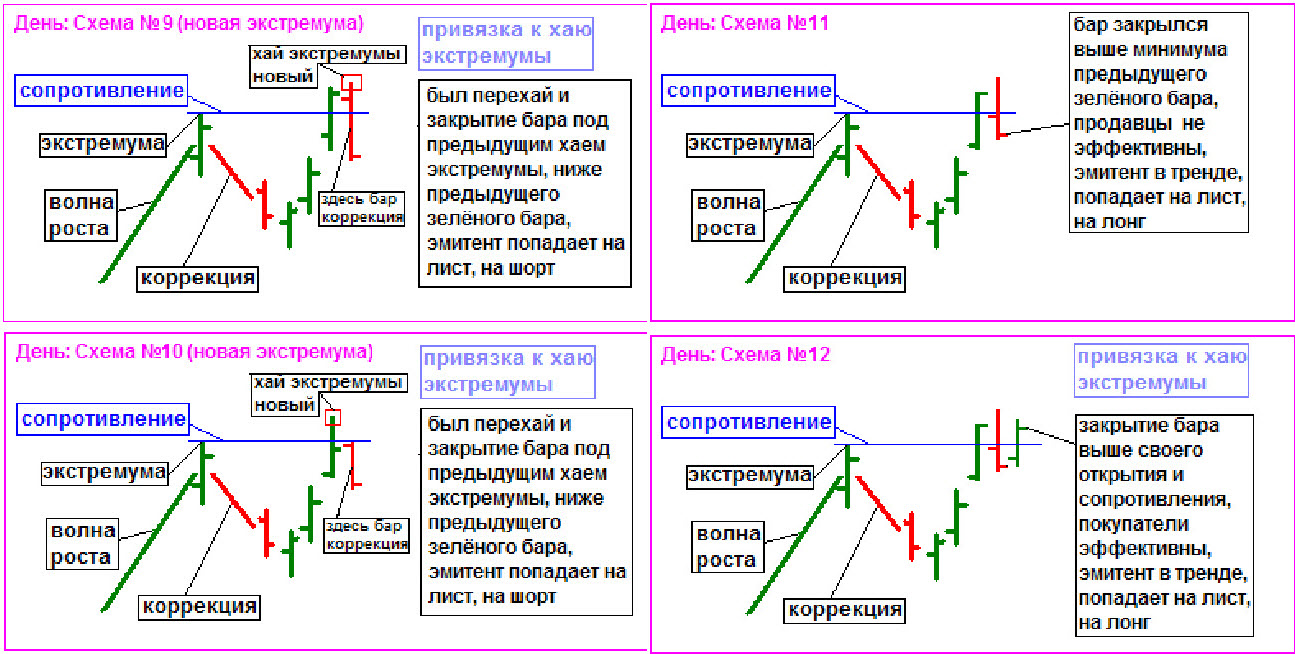 День: Схема №9 (новая экстремума)
привязка к хаю
экстремумы
хай экстремумы
новый
сопротивление
экстремума
волна
роста
коррекция
здесь бар
коррекция
был перехай и
закрытие бара под
предыдущим хаем
экстремумы, ниже
предыдущего
зелёного бара,
эмитент попадает на
лист, на шорт
День: Схема №11
сопротивление
экстремума
волна
роста
коррекция
бар закрылся
выше минимума
предыдущего
зелёного бара,
продавцы не
эффективны,
эмитент в тренде,
попадает на лист,
на лонг
День: Схема №10 (новая экстремума)
привязка к хаю
экстремумы
хай экстремумы
новый
сопротивление
экстремума
волна
роста
коррекция
здесь бар
коррекция
был перехай и
закрытие бара под
предыдущим хаем
экстремумы, ниже
предыдущего
зелёного бара,
эмитент попадает на
лист, на шорт
День: Схема №12
привязка к хаю
экстремумы
сопротивление
экстремума
волна
роста
коррекция
закрытие бара
выше своего
открытия и
сопротивления,
покупатели
эффективны,
эмитент в тренде,
попадает на лист,
на лонг